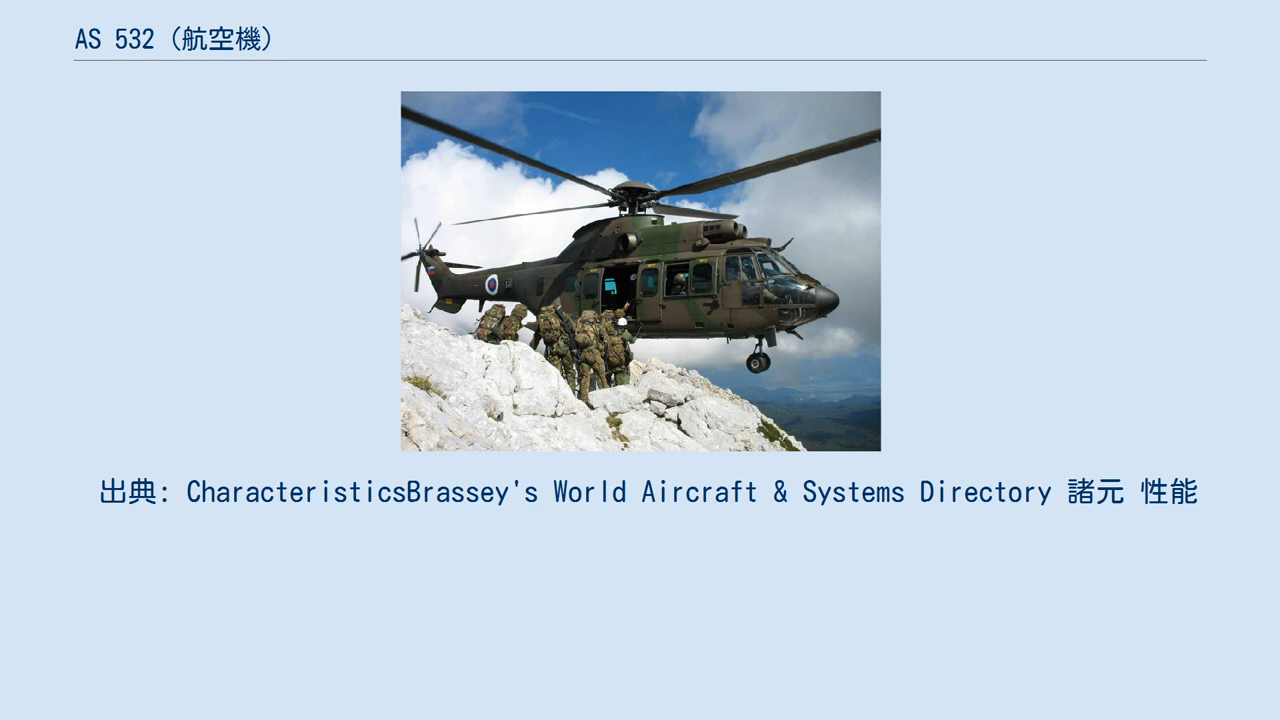 AS 532（航空機）
出典: CharacteristicsBrassey's World Aircraft & Systems Directory 諸元 性能